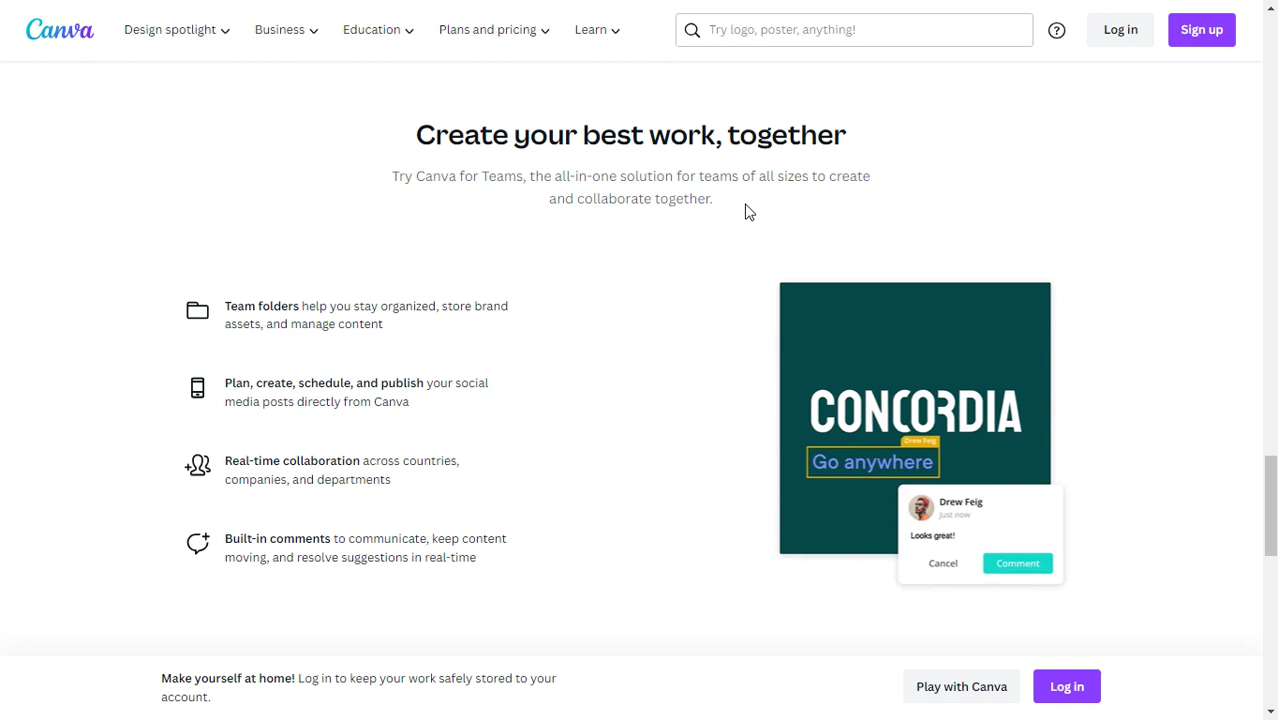 Canva
Design spotlight
Business
Education
Plans and pricing
Learn
Try logo, poster, anything!
Log in
Sign up
Create your best work, together
Try Canva for Teams, the all-in-one solution for teams of all sizes to create
and collaborate together.
Team folders help you stay organized, store brand
assets, and manage content
Plan, create, schedule, and publish your social
media posts directly from Canva
Real-time collaboration across countries,
companies, and departments
Built-in comments to communicate, keep content
moving, and resolve suggestions in real-time
CONCORDIA
Drew Feig
Go anywhere
Drew Feig
Just now
Looks great!
Cancel
Comment
Make yourself at home! Log in to keep your work safely stored to your
account.
Play with Canva
Log in